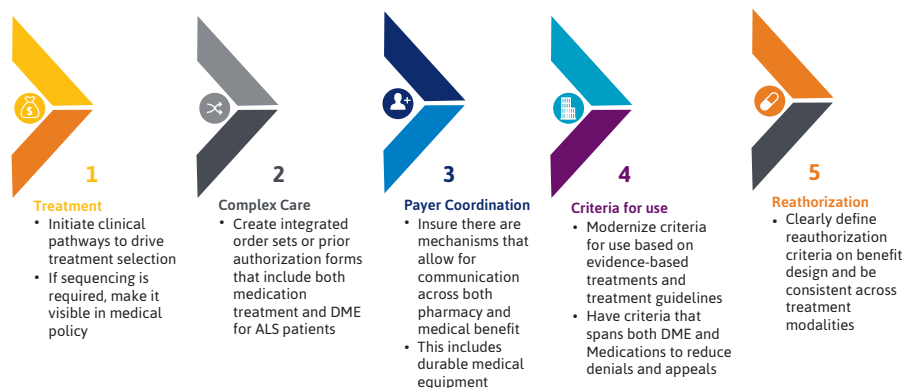 1
Treatment
• Initiate clinical
pathways to drive
treatment selection
• If sequencing is
required, make it
visible in medical
policy
2
Complex Care
• Create integrated
order sets or prior
authorization forms
that include both
medication
treatment and DME
for ALS patients
3
Payer Coordination
• Insure there are
mechanisms that
allow for
communication
across both
pharmacy and
medical benefit
• This includes
durable medical
equipment
4
Criteria for use
• Modernize criteria
for use based on
evidence-based
treatments and
treatment guidelines
• Have criteria that
spans both DME and
Medications to reduce
denials and appeals
5
Reathorization
• Clearly define
reauthorization
criteria on benefit
design and be
consistent across
treatment
modalities